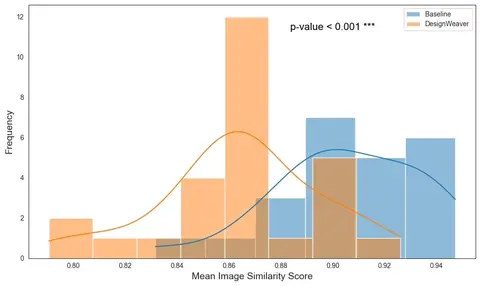 p-value < 0.001 ***
Baseline
DesignWeaver
Frequency
12
10
8
6
4
2
0
0.80 0.82 0.84 0.86 0.88 0.90 0.92 0.94
Mean Image Similarity Score